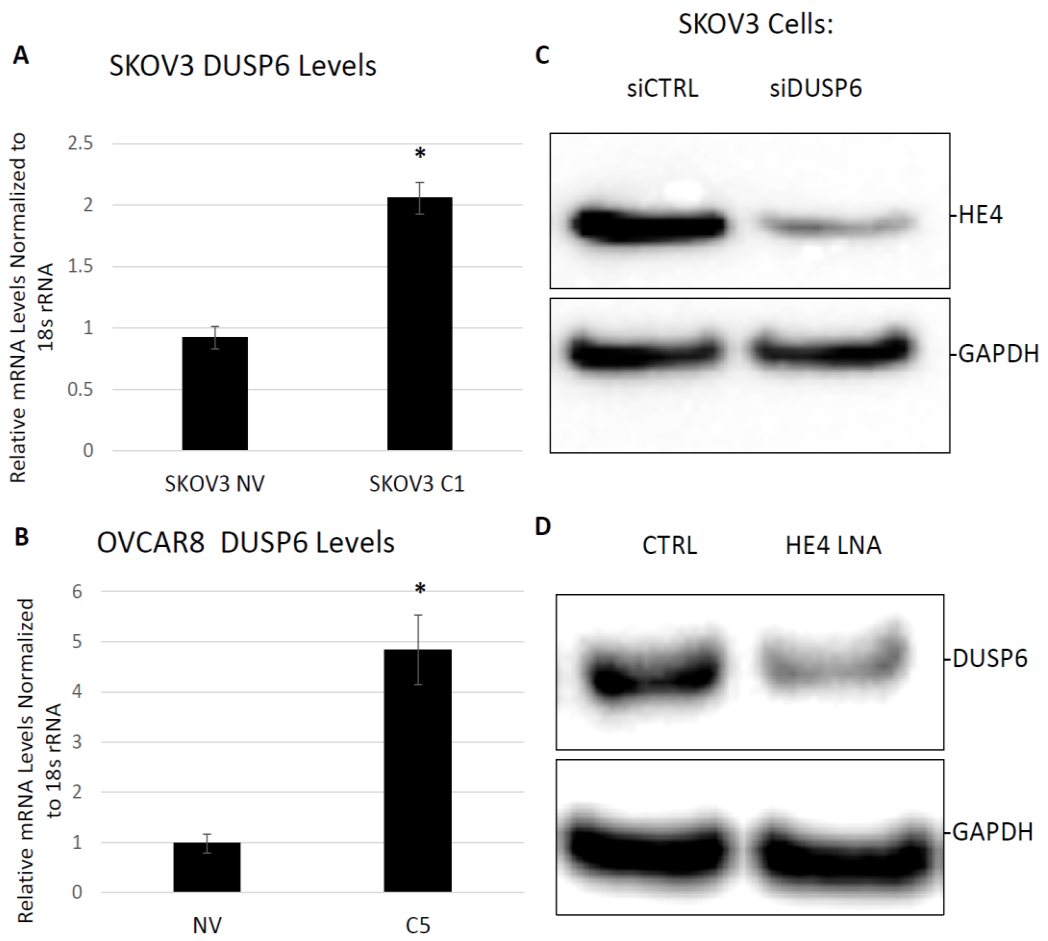 A
SKOV3 DUSP6 Levels
Relative mRNA Levels Normalized to
18s rRNA
2.5
*
2
1.5
1
0.5
0
SKOV3 NV
SKOV3 C1
SKOV3 Cells:
C
siCTRL
siDUSP6
-HE4
-GAPDH
B
OVCAR8 DUSP6 Levels
Relative mRNA Levels Normalized
to 18s rRNA
6
*
5
4
3
2
1
0
NV
C5
D
CTRL
HE4 LNA
-DUSP6
-GAPDH